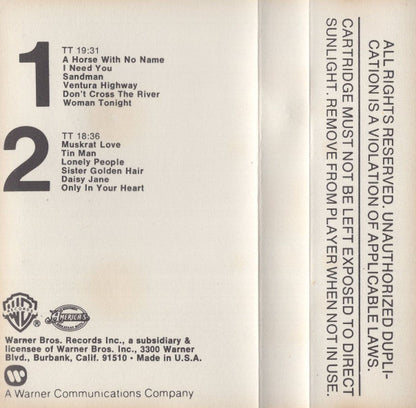 1
TT 19:31
A Horse With No Name
I Need You
Sandman
Ventura Highway
Don't Cross The River
Woman Tonight
2
TT 18:36
Muskrat Love
Tin Man
Lonely People
Sister Golden Hair
Daisy Jane
Only In Your Heart
WB
AMERICA'S
Warner Bros. Records Inc., a subsidiary &
licensee of Warner Bros. Inc., 3300 Warner
Blvd., Burbank, Calif. 91510 • Made in U.S.A.
A Warner Communications Company
ALL RIGHTS RESERVED. UNAUTHORIZED DUPLI-
CATION IS A VIOLATION OF APPLICABLE LAWS.
CARTRIDGE MUST NOT BE LEFT EXPOSED TO DIRECT
SUNLIGHT. REMOVE FROM PLAYER WHEN NOT IN USE.